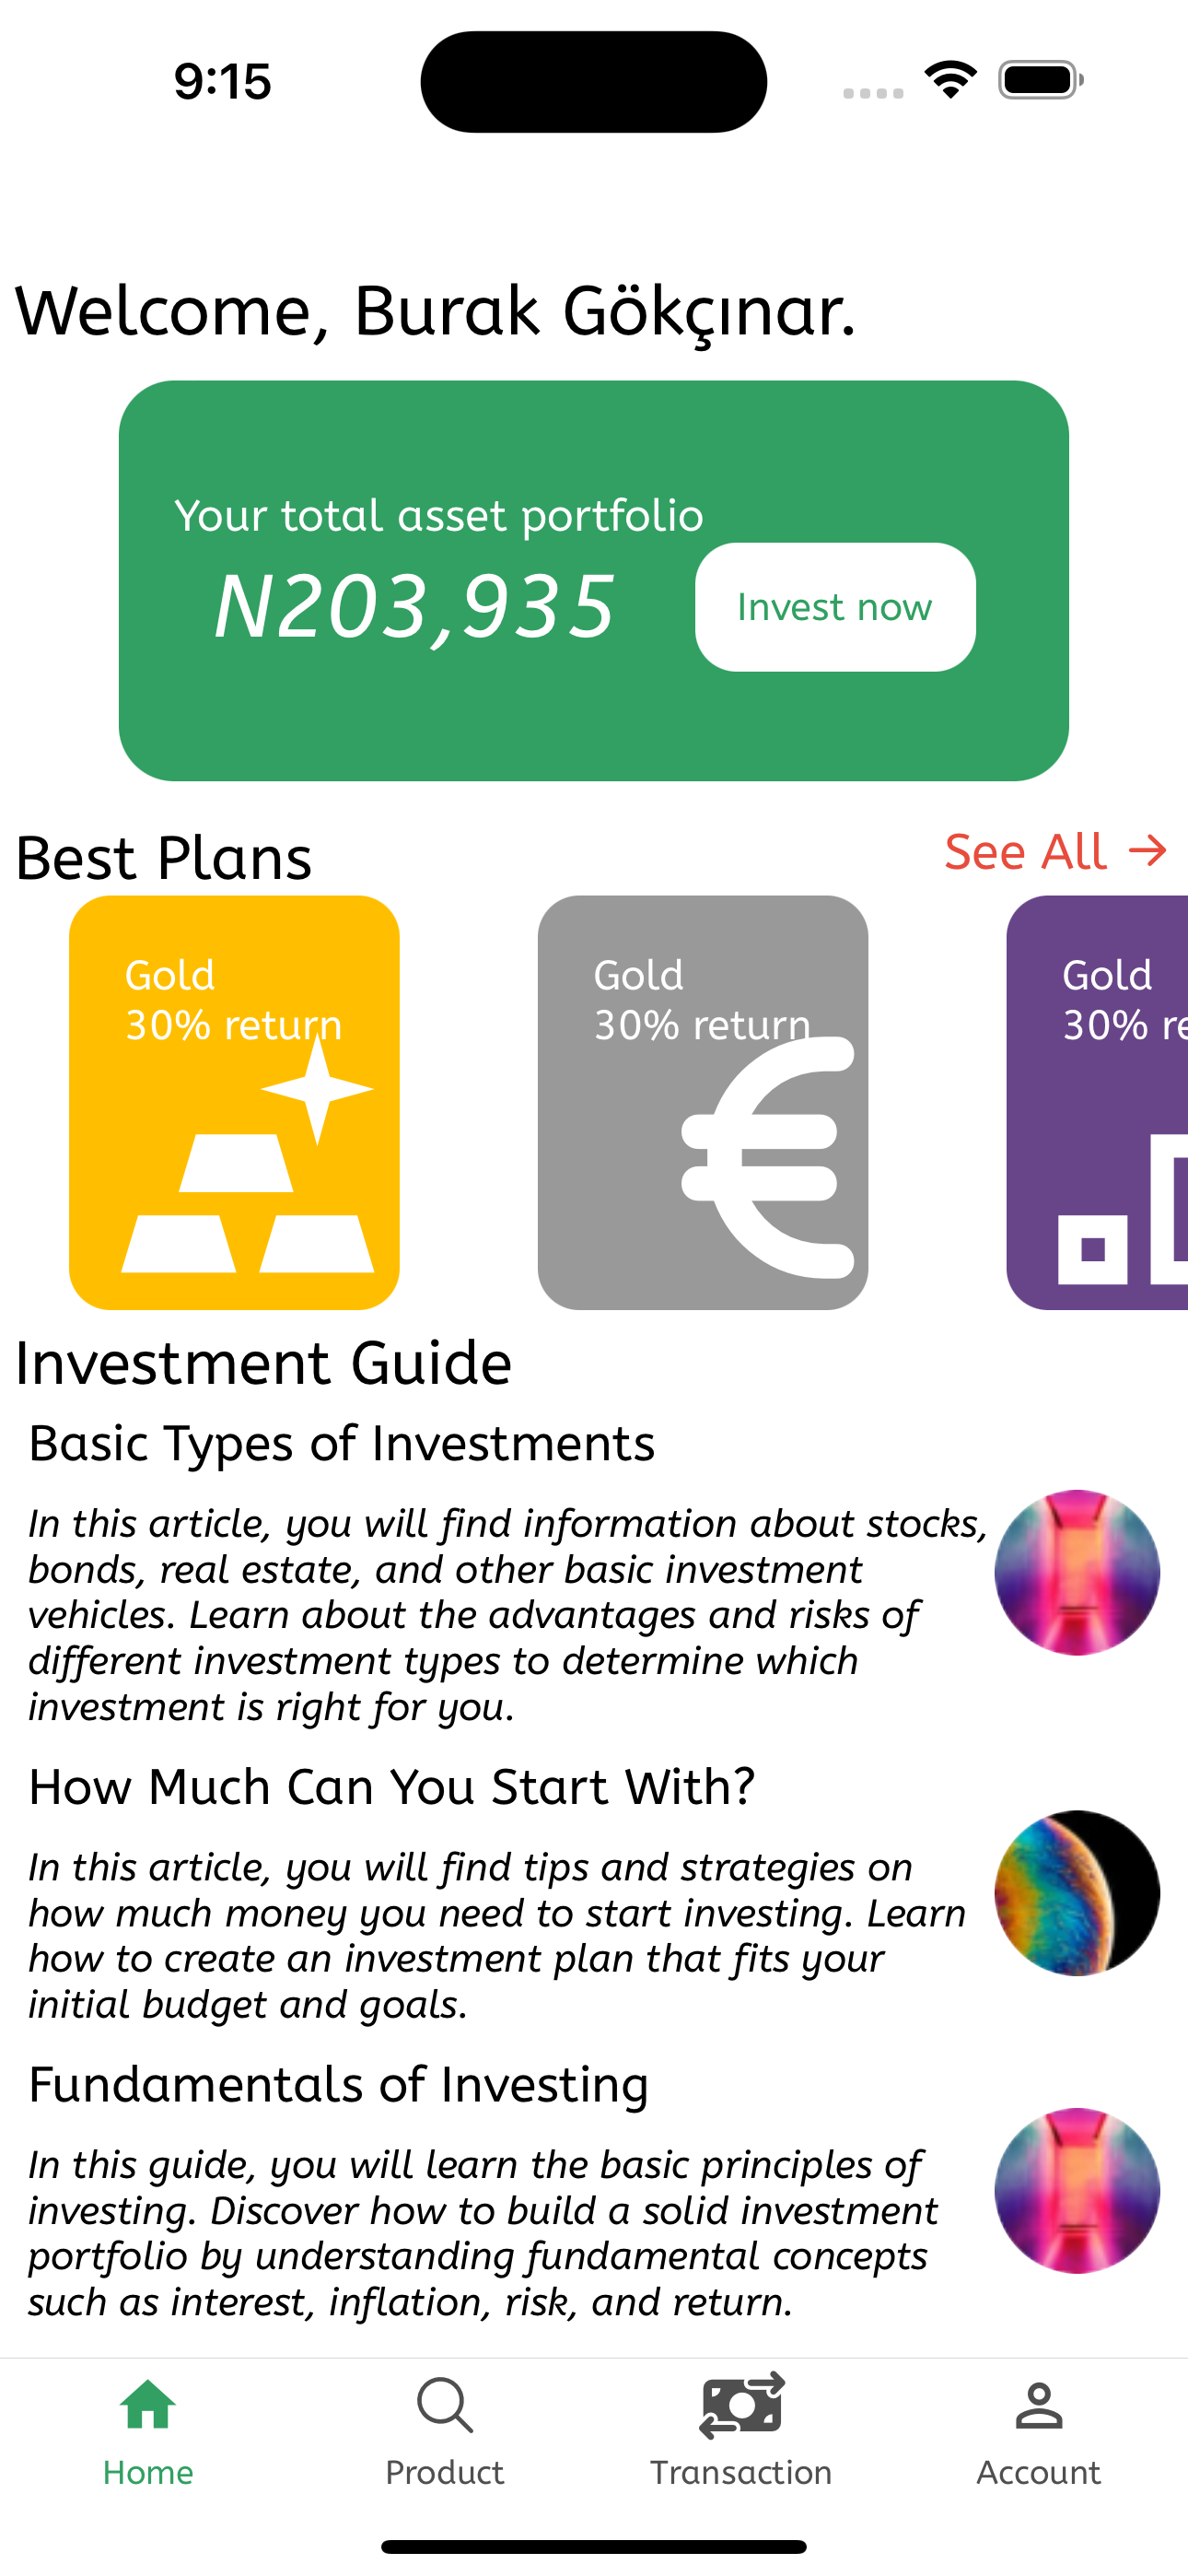 9:15
Welcome, Burak Gökçınar.
Your total asset portfolio
N203,935
Invest now
Best Plans
See All →
Gold
30% return
Gold
30% return
Gold
30% re
Investment Guide
Basic Types of Investments
In this article, you will find information about stocks,
bonds, real estate, and other basic investment
vehicles. Learn about the advantages and risks of
different investment types to determine which
investment is right for you.
How Much Can You Start With?
In this article, you will find tips and strategies on
how much money you need to start investing. Learn
how to create an investment plan that fits your
initial budget and goals.
Fundamentals of Investing
In this guide, you will learn the basic principles of
investing. Discover how to build a solid investment
portfolio by understanding fundamental concepts
such as interest, inflation, risk, and return.
Home
Product
Transaction
Account